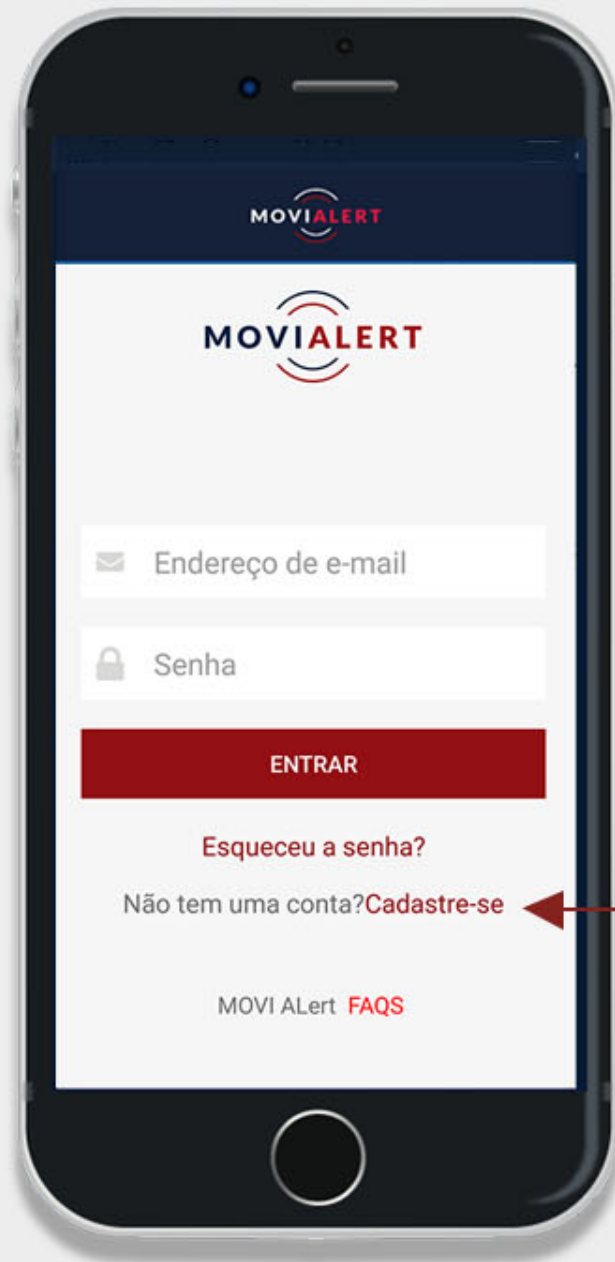 MOVIALERT
MOVIALERT
Endereço de e-mail
Senha
ENTRAR
Esqueceu a senha?
Não tem uma conta?Cadastre-se
MOVI ALert FAQS